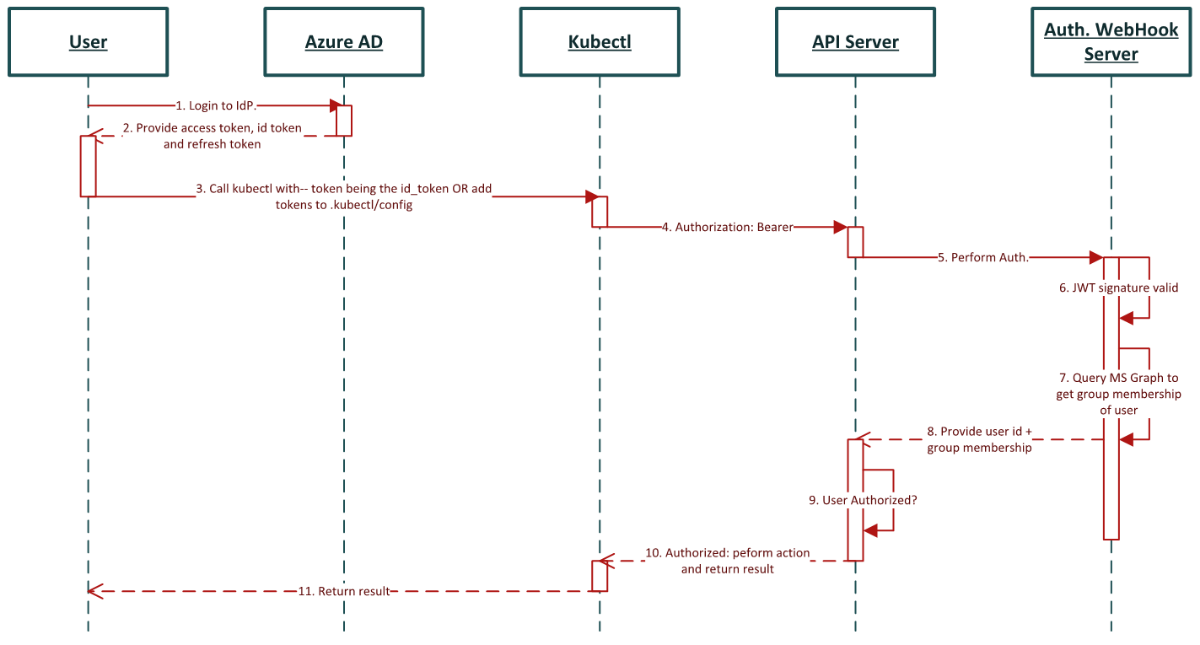 User
Azure AD
Kubectl
API Server
Auth. WebHook
Server
1. Login to IdP.
2. Provide access token, id token
and refresh token
3. Call kubectl with-- token being the id_token OR add
tokens to .kubectl/config
4. Authorization: Bearer
5. Perform Auth.
6. JWT signature valid
7. Query MS Graph to
get group membership
of user
8. Provide user id +
group membership
9. User Authorized?
10. Authorized: peform action
and return result
11. Return result